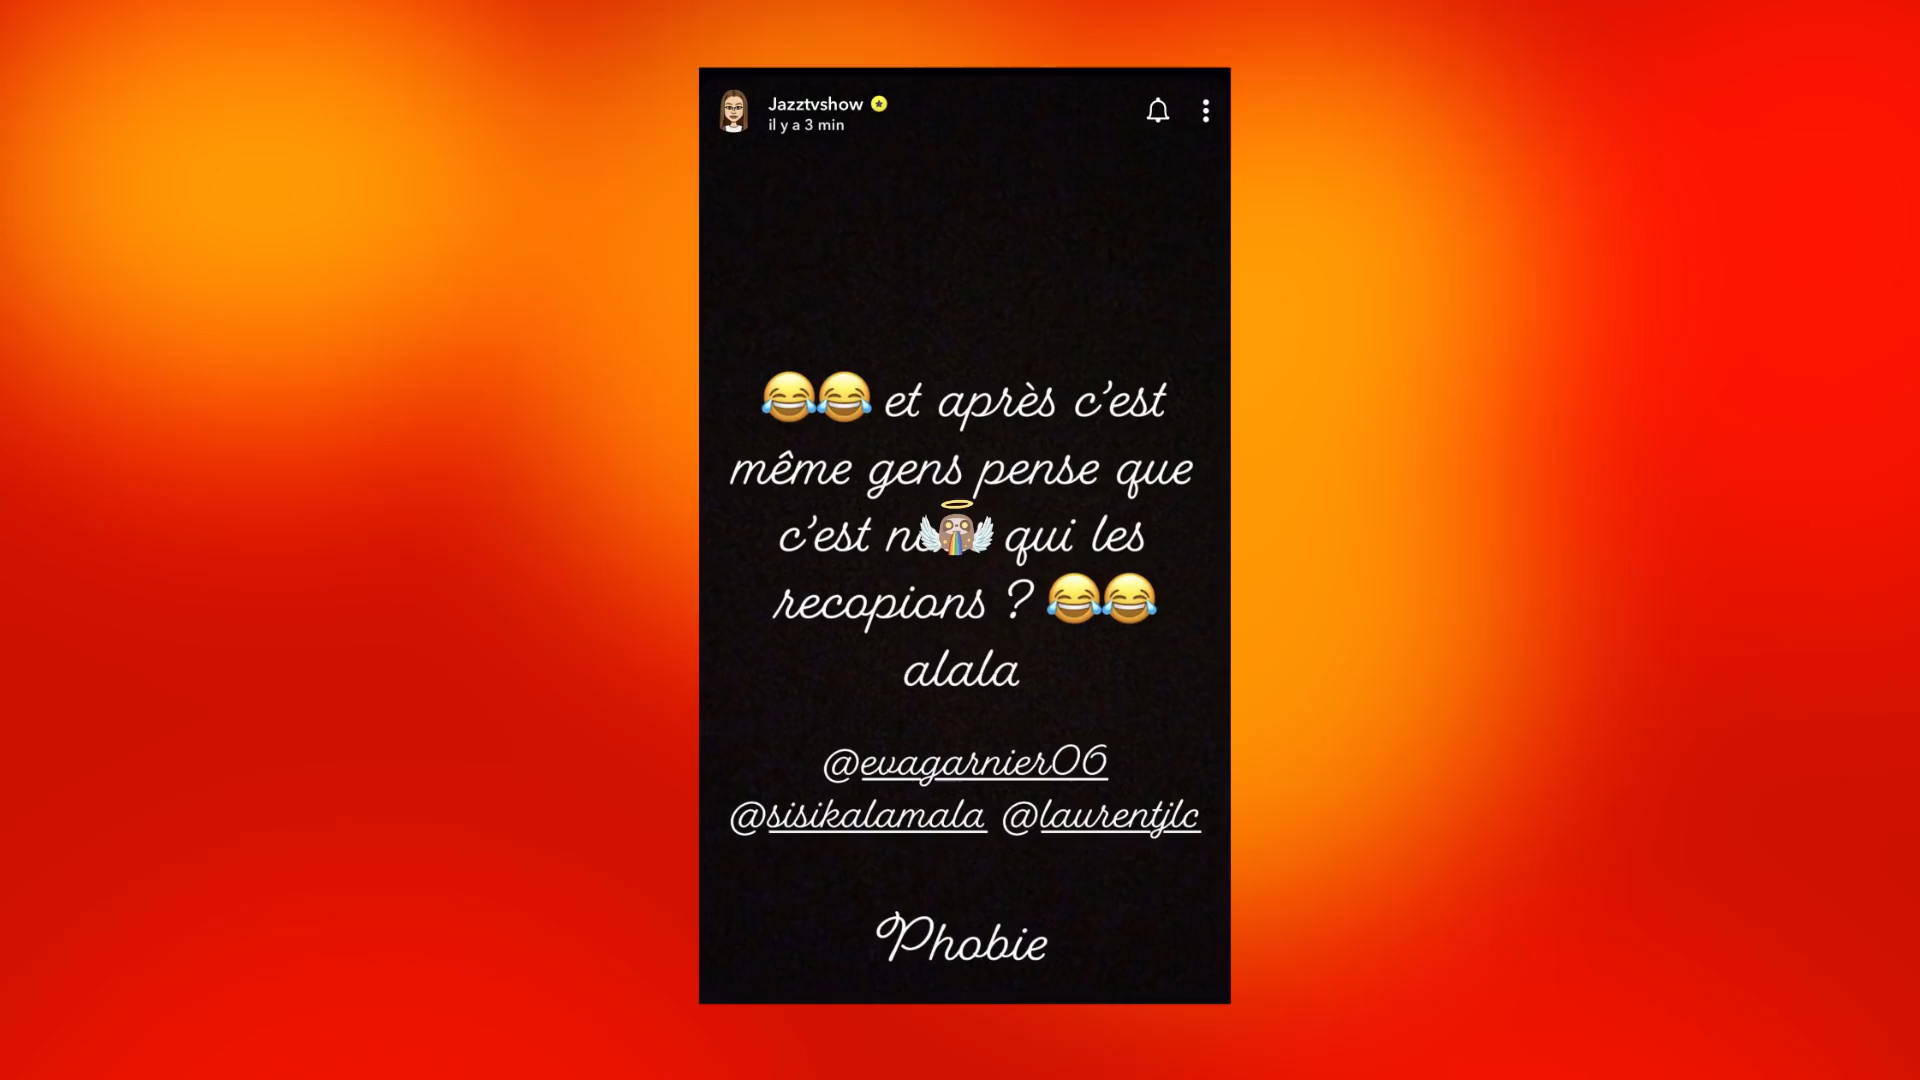 Jazztvshow
il y a 3 min
😂😂 et après c'est
même gens pense que
c'est qui les
recopions ? 😂😂
alala
@evagarnier06
@sisikalamala @laurentjlc
Phobie